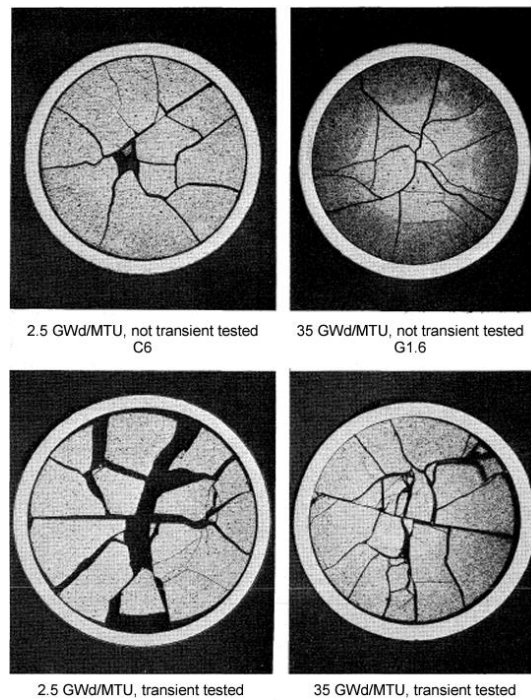 2.5 GWd/MTU, not transient tested
C6
35 GWd/MTU, not transient tested
G1.6
2.5 GWd/MTU, transient tested
35 GWd/MTU, transient tested